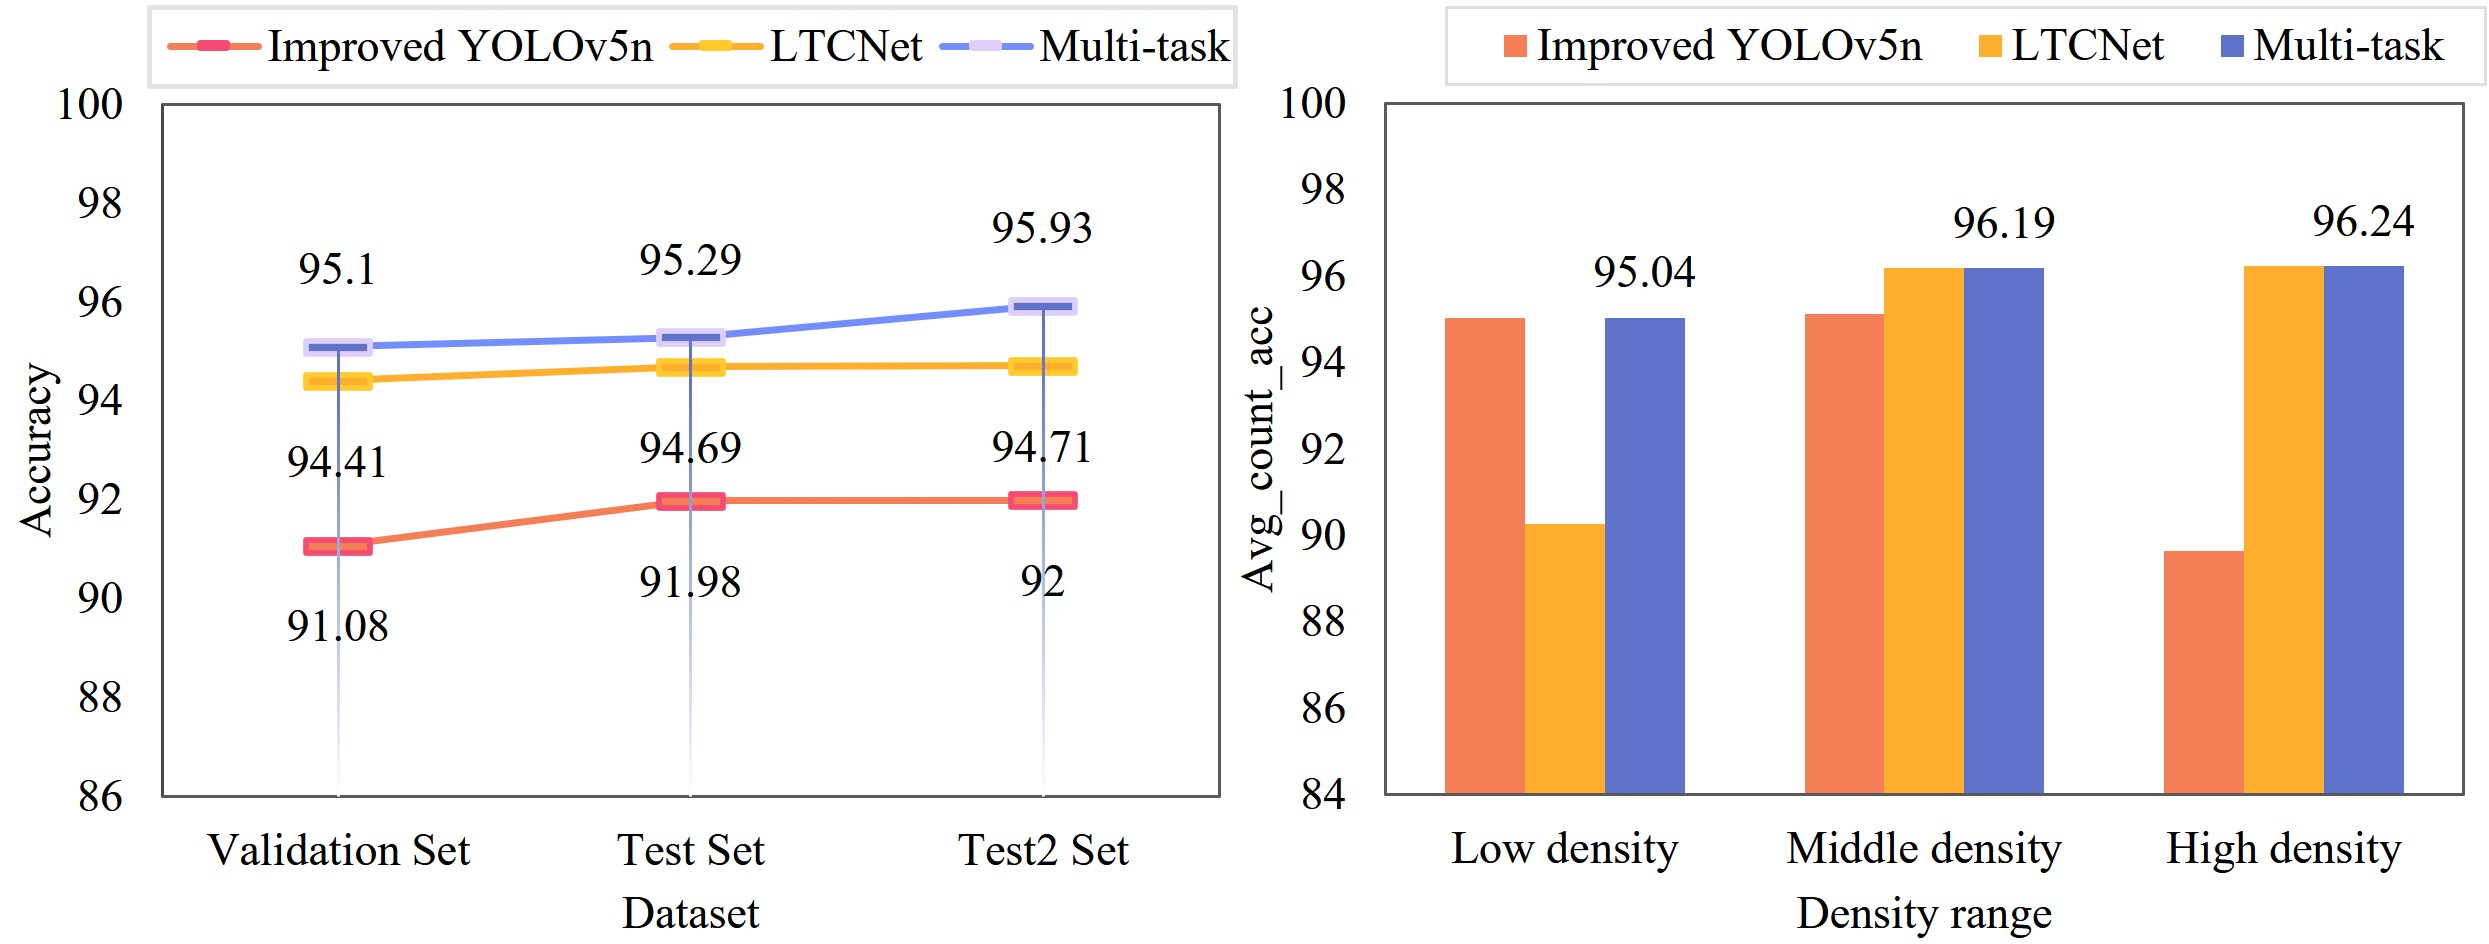 Improved YOLOv5n LTCNet Multi-task
100
98
96
94
92
90
88
86
Accuracy
95.1
95.29
95.93
94.41
94.69
94.71
91.08
91.98
92
Validation Set
Test Set
Test2 Set
Dataset
Improved YOLOv5n LTCNet Multi-task
100
98
96
94
92
90
88
86
84
Avg_count_acc
95.04
96.19
96.24
Low density
Middle density
High density
Density range